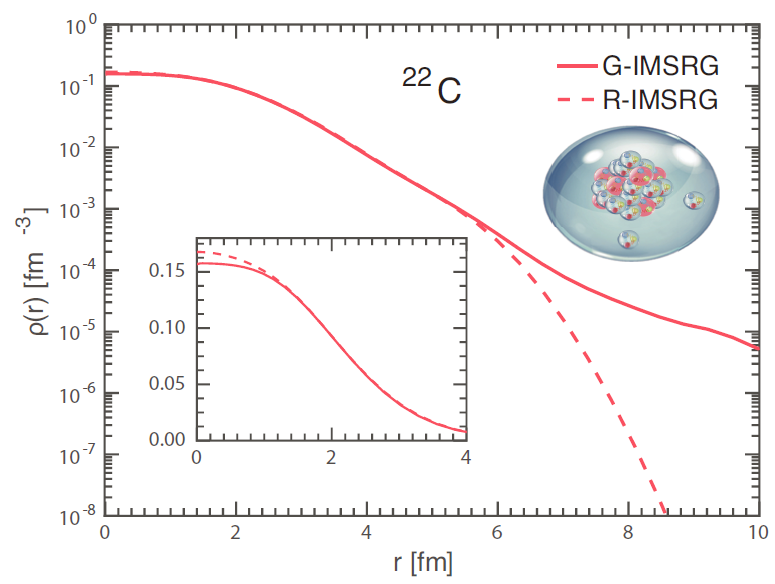 10⁰
10⁻¹
10⁻²
10⁻³
10⁻⁴
10⁻⁵
10⁻⁶
10⁻⁷
10⁻⁸
ρ(r) [fm ⁻³]
²²C
G-IMSRG
R-IMSRG
0.15
0.10
0.05
0.00
0 2 4
0 2 4 6 8 10
r [fm]